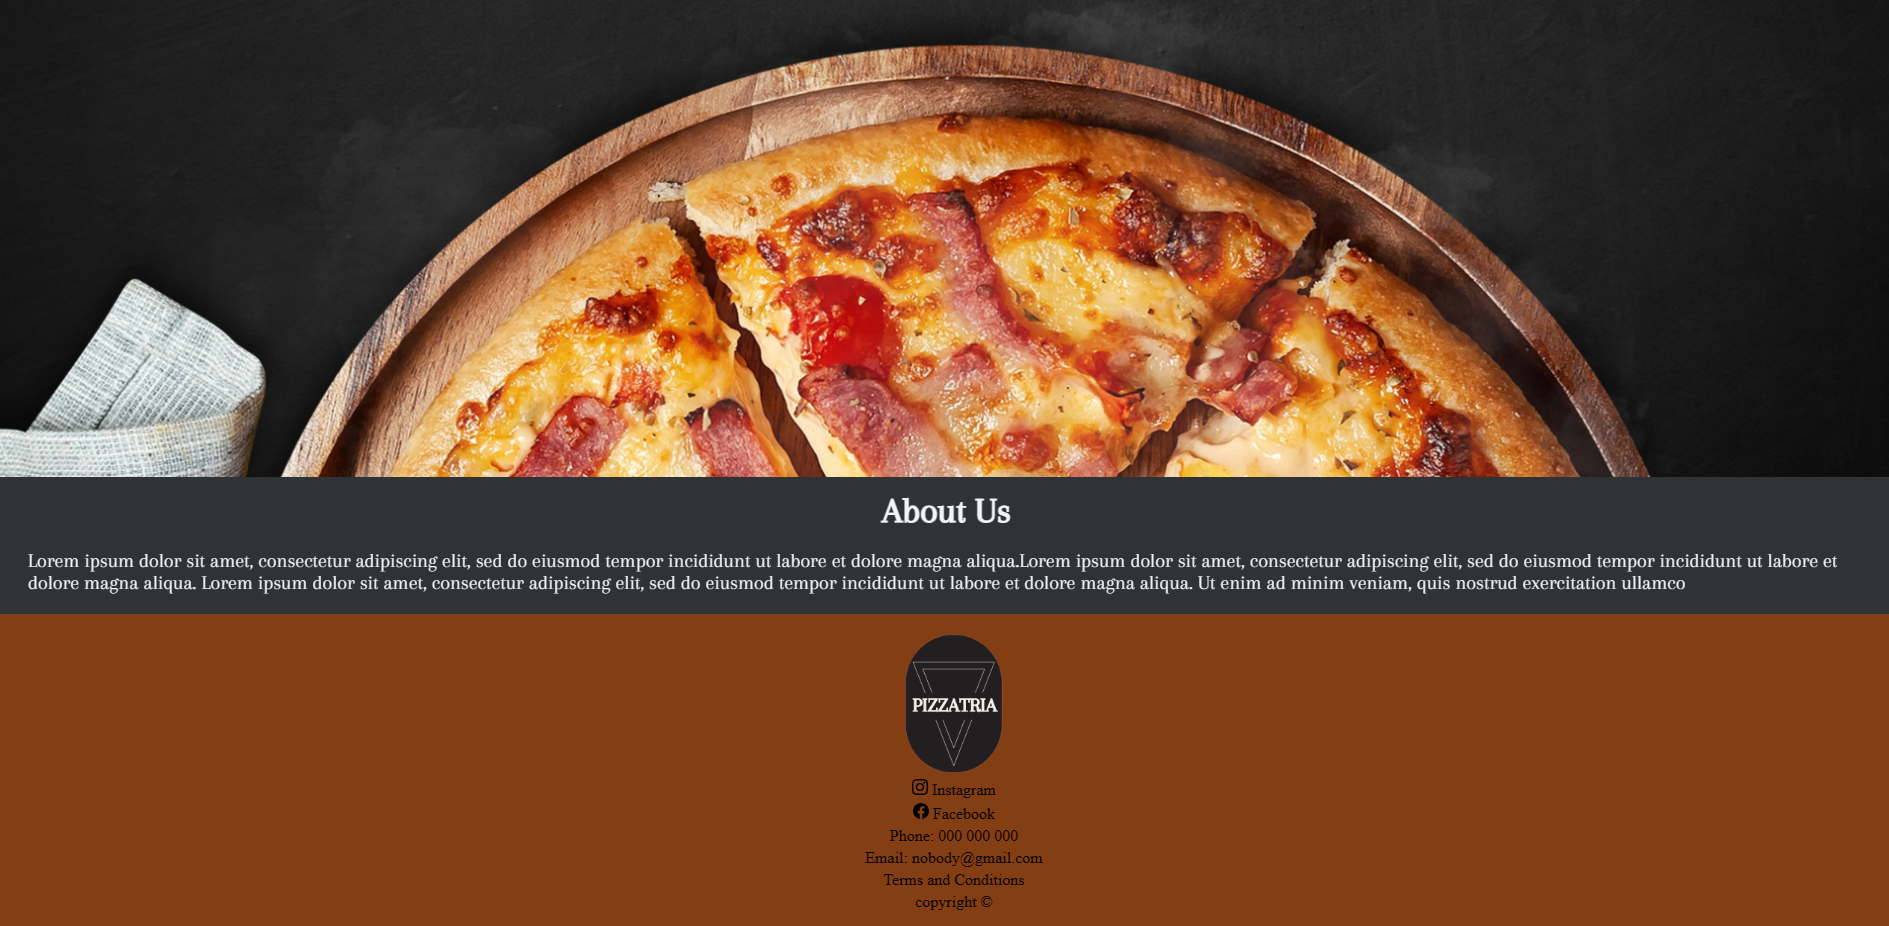 About Us
Lorem ipsum dolor sit amet, consectetur adipiscing elit, sed do eiusmod tempor incididunt ut labore et dolore magna aliqua.Lorem ipsum dolor sit amet, consectetur adipiscing elit, sed do eiusmod tempor incididunt ut labore et
dolore magna aliqua. Lorem ipsum dolor sit amet, consectetur adipiscing elit, sed do eiusmod tempor incididunt ut labore et dolore magna aliqua. Ut enim ad minim veniam, quis nostrud exercitation ullamco
PIZZATRIA
Instagram
Facebook
Phone: 000 000 000
Email: nobody@gmail.com
Terms and Conditions
copyright ©